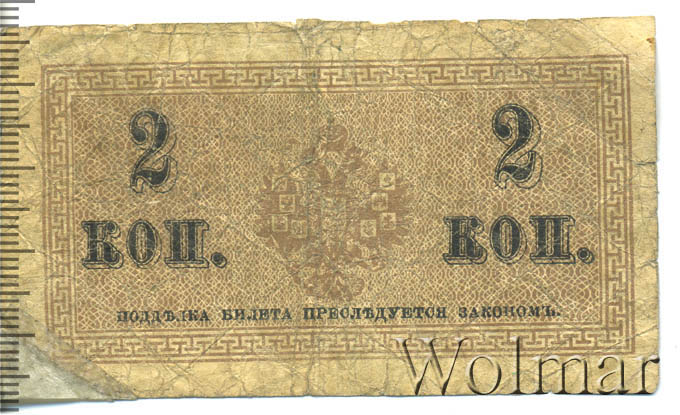 2 2
КОП. КОП.
ПОДДѢЛКА БИЛЕТА ПРЕСЛѢДУЕТСЯ ЗАКОНОМЪ.
Wolmar